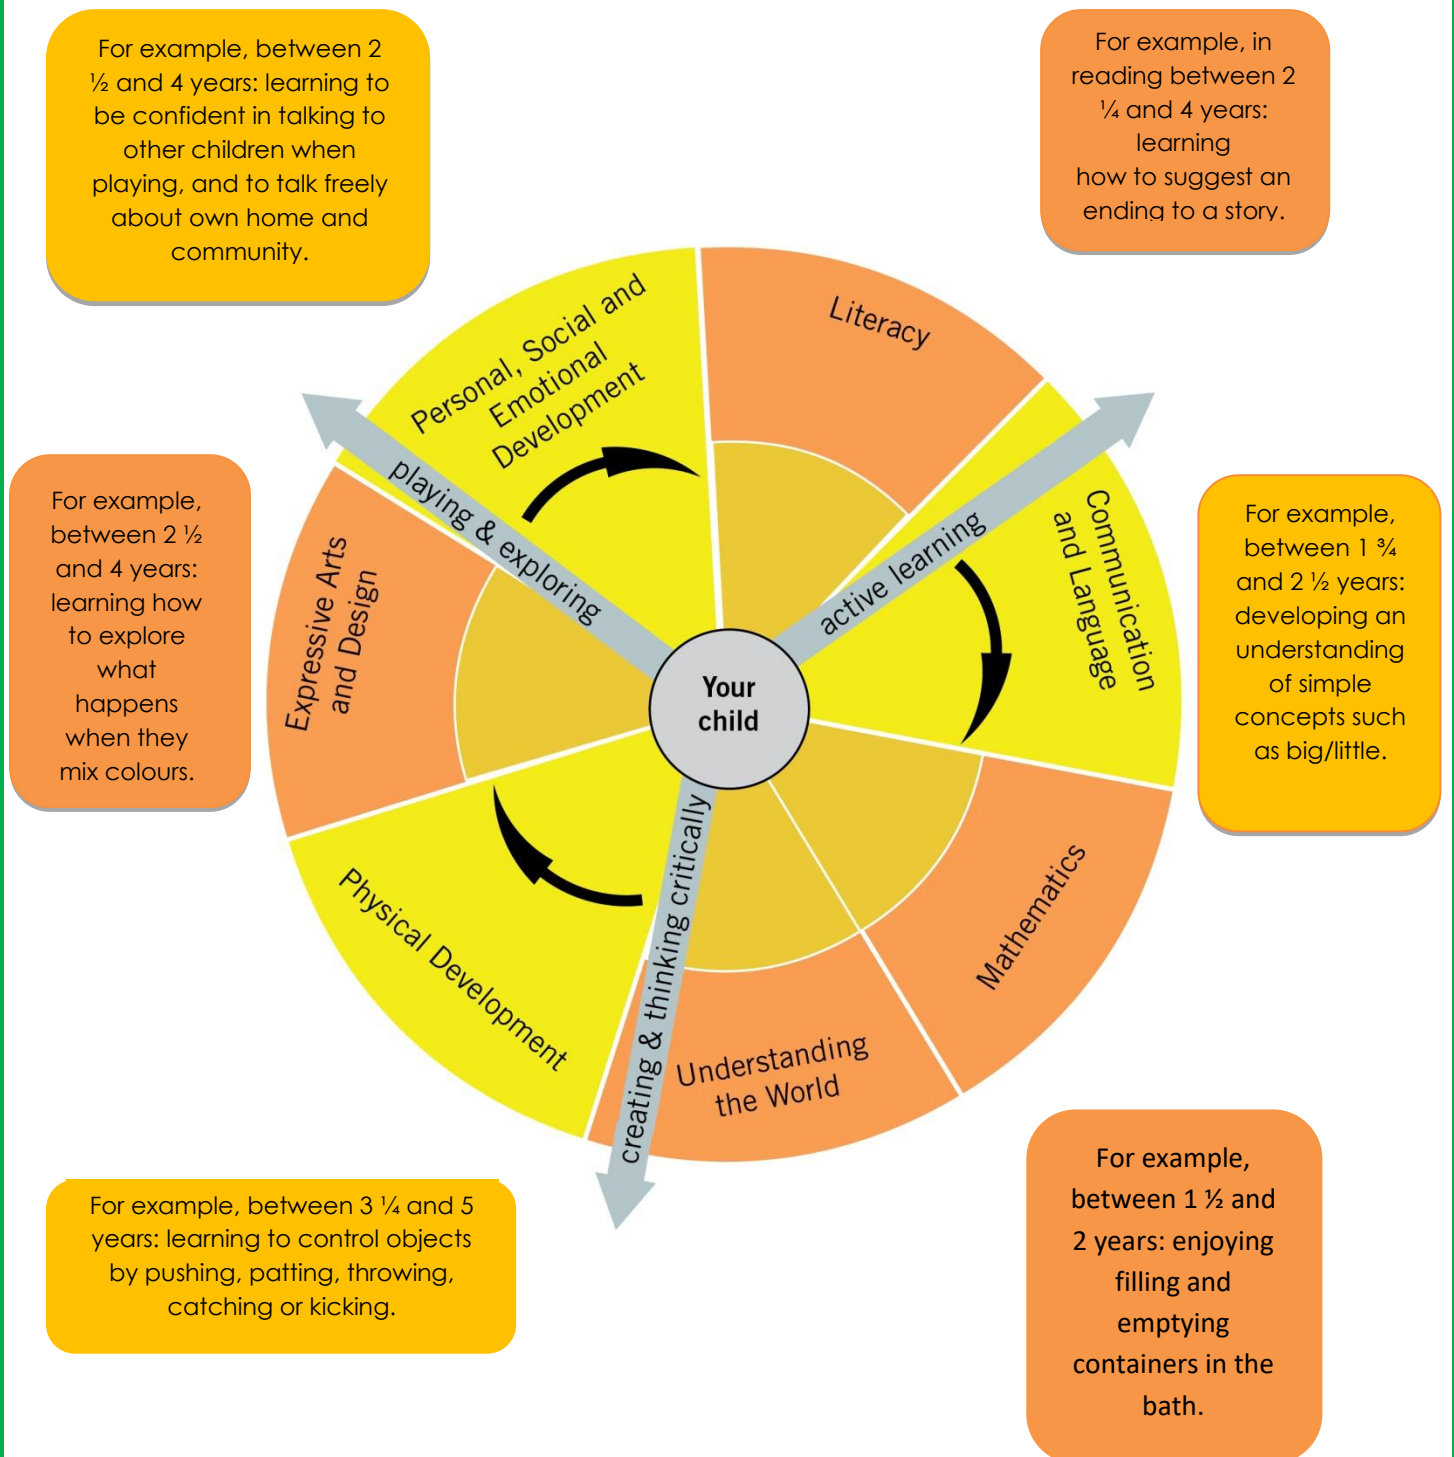 For example, between 2
½ and 4 years: learning to
be confident in talking to
other children when
playing, and to talk freely
about own home and
community.
For example, in
reading between 2
¼ and 4 years:
learning
how to suggest an
ending to a story.
Personal, Social and
Emotional
Development
Literacy
playing & exploring
active learning
Communication
and Language
For example,
between 2 ½
and 4 years:
learning how
to explore
what
happens
when they
mix colours.
Expressive Arts
and Design
Your
child
For example,
between 1 ¾
and 2 ½ years:
developing an
understanding
of simple
concepts such
as big/little.
Physical Development
creating & thinking critically
Mathematics
Understanding
the World
For example, between 3 ¼ and 5
years: learning to control objects
by pushing, patting, throwing,
catching or kicking.
For example,
between 1 ½ and
2 years: enjoying
filling and
emptying
containers in the
bath.